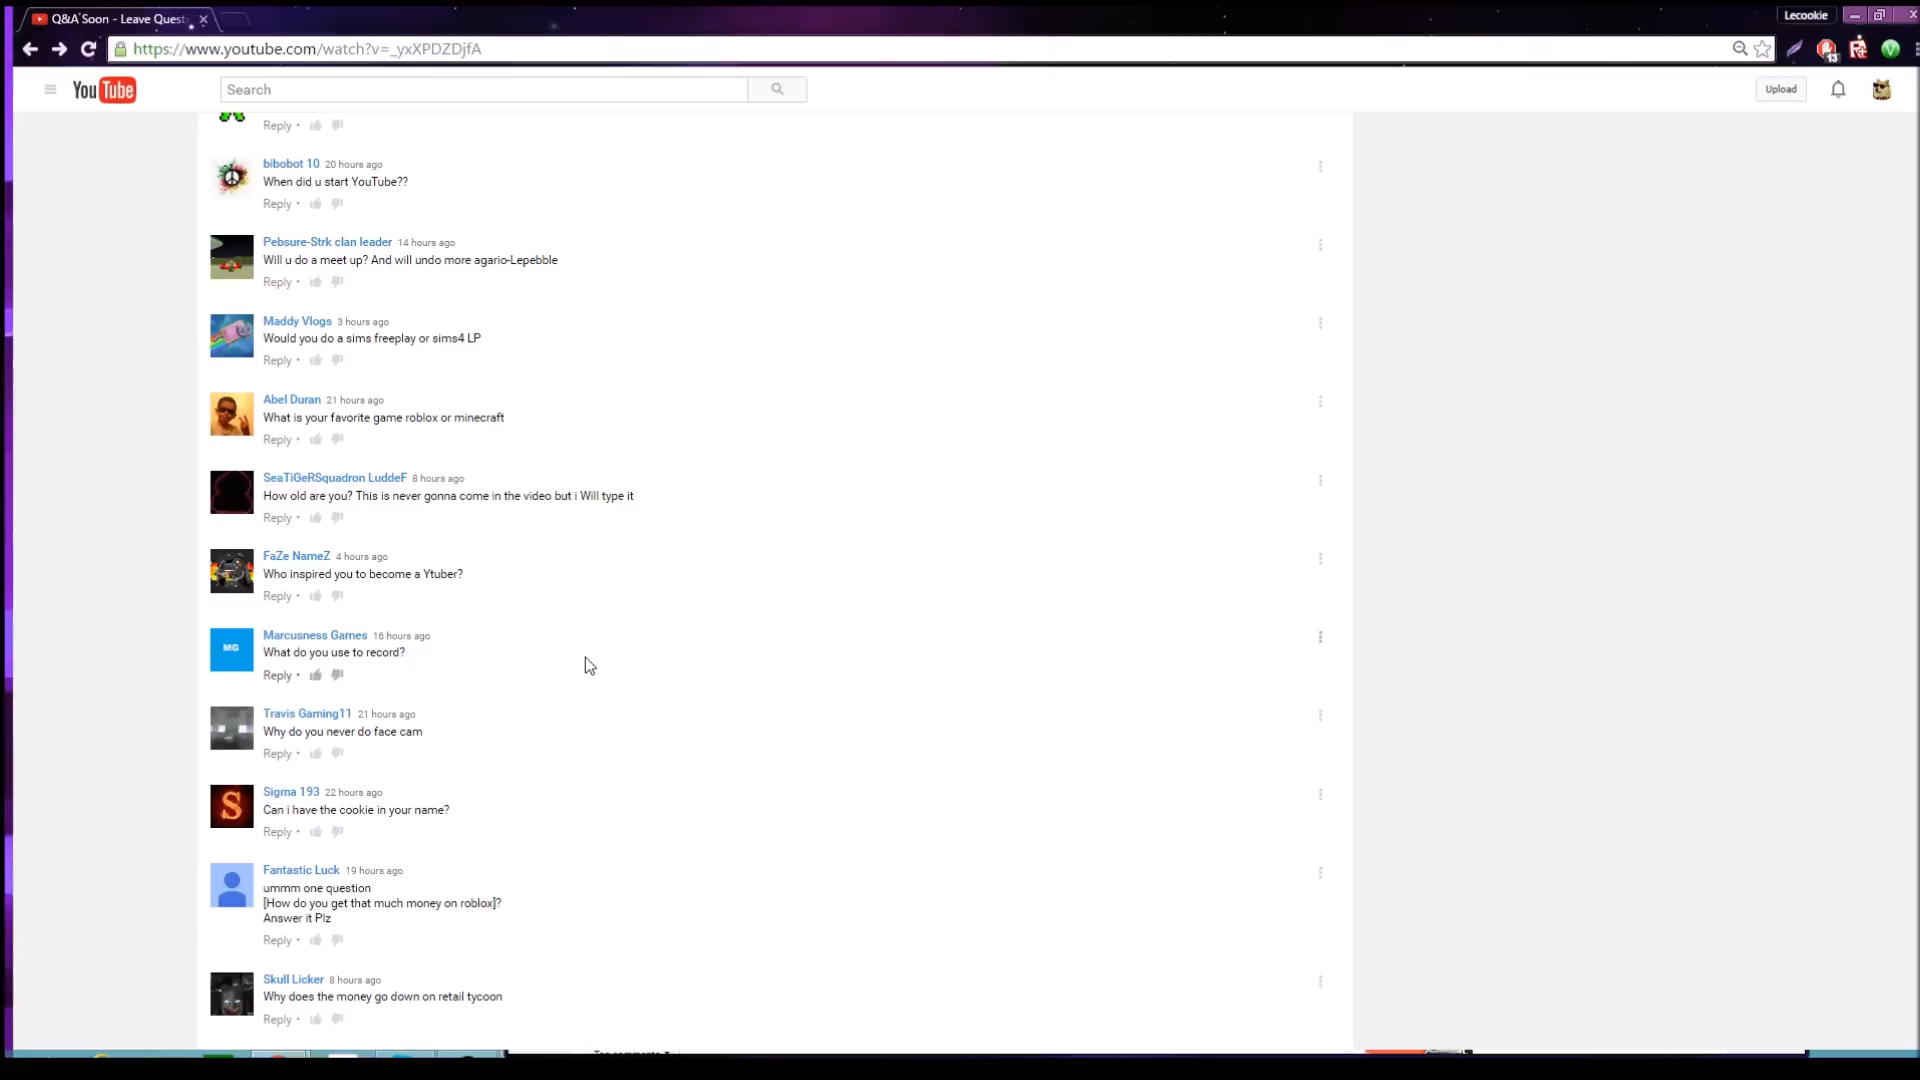 Q&A Soon - Leave Quest
Lecookie
https://www.youtube.com/watch?v=_yxXPDZDjfA
13
YouTube
Search
Upload
Reply •
bibobot 10 20 hours ago
When did u start YouTube??
Reply •
Pebsure-Strk clan leader 14 hours ago
Will u do a meet up? And will undo more agario-Lepebble
Reply •
Maddy Vlogs 3 hours ago
Would you do a sims freeplay or sims4 LP
Reply •
Abel Duran 21 hours ago
What is your favorite game roblox or minecraft
Reply •
SeaTiGeRSquadron LuddeF 8 hours ago
How old are you? This is never gonna come in the video but i Will type it
Reply •
FaZe NameZ 4 hours ago
Who inspired you to become a Ytuber?
Reply •
MG
Marcusness Games 16 hours ago
What do you use to record?
Reply •
Travis Gaming11 21 hours ago
Why do you never do face cam
Reply •
S
Sigma 193 22 hours ago
Can i have the cookie in your name?
Reply •
Fantastic Luck 19 hours ago
ummm one question
[How do you get that much money on roblox]?
Answer it Plz
Reply •
Skull Licker 8 hours ago
Why does the money go down on retail tycoon
Reply •